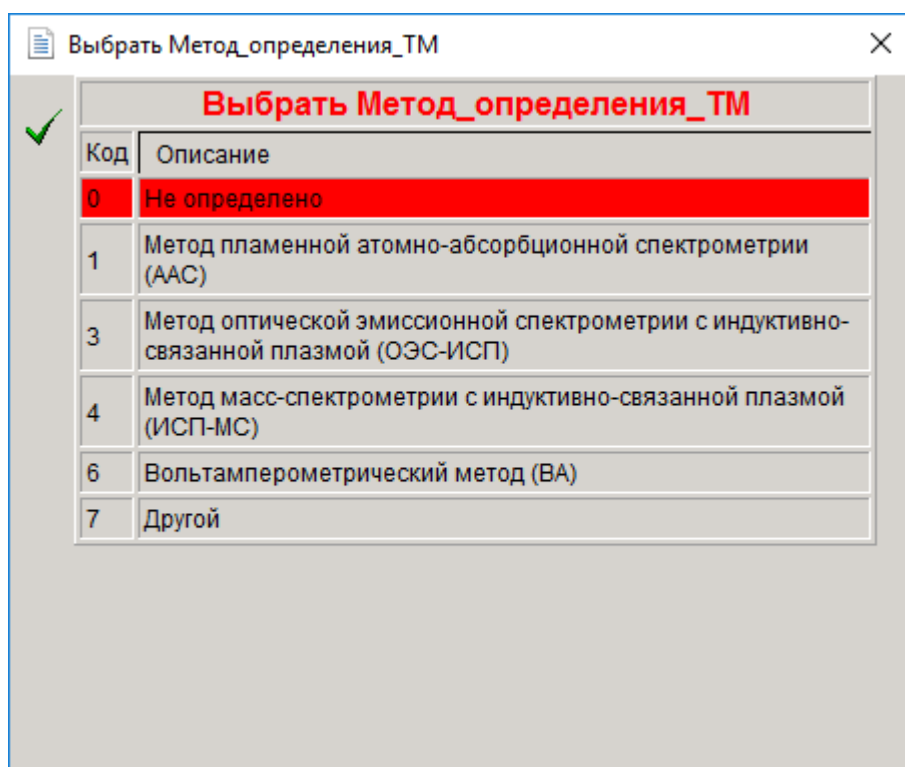 Выбрать Метод_определения_ТМ
Выбрать Метод_определения_ТМ
Код Описание
0 Не определено
1 Метод пламенной атомно-абсорбционной спектрометрии
(ААС)
3 Метод оптической эмиссионной спектрометрии с индуктивно-
связанной плазмой (ОЭС-ИСП)
4 Метод масс-спектрометрии с индуктивно-связанной плазмой
(ИСП-МС)
6 Вольтамперометрический метод (ВА)
7 Другой